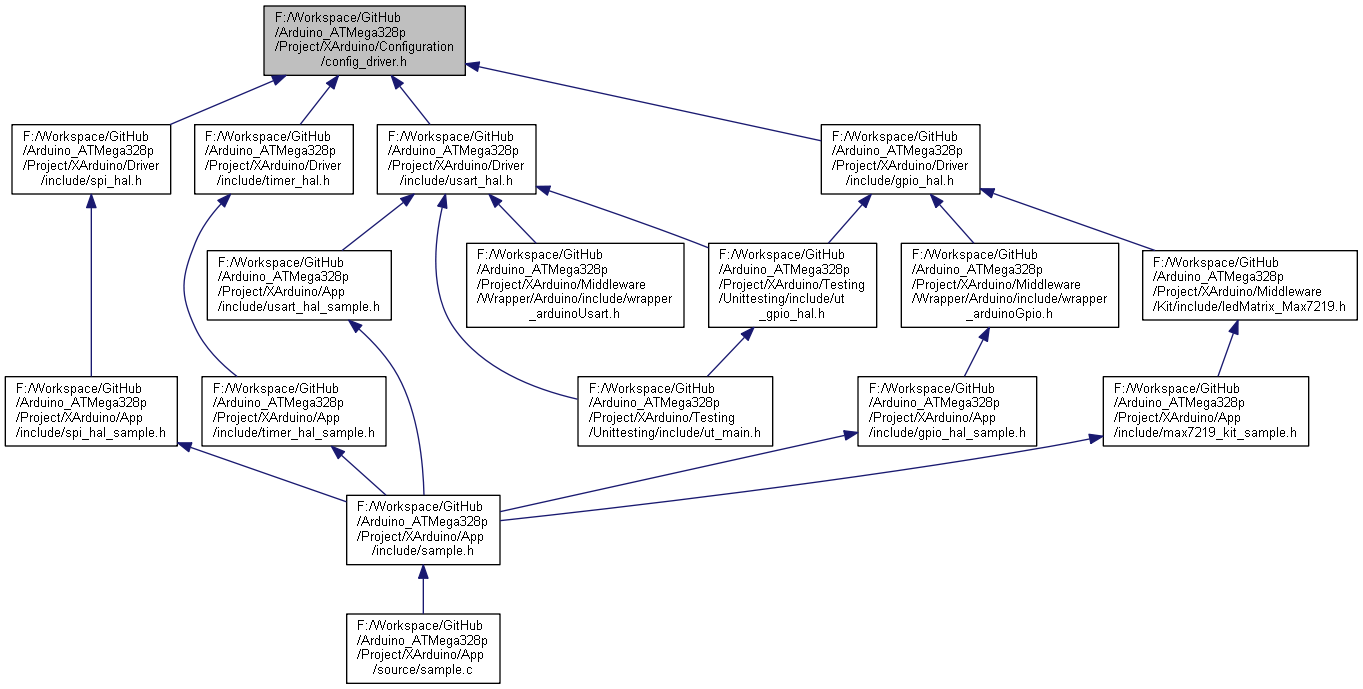 F:/Workspace/GitHub
/Arduino_ATMega328p
/Project/XArduino/Configuration
/config_driver.h
F:/Workspace/GitHub
/Arduino_ATMega328p
/Project/XArduino/Driver
/include/spi_hal.h
F:/Workspace/GitHub
/Arduino_ATMega328p
/Project/XArduino/Driver
/include/timer_hal.h
F:/Workspace/GitHub
/Arduino_ATMega328p
/Project/XArduino/Driver
/include/usart_hal.h
F:/Workspace/GitHub
/Arduino_ATMega328p
/Project/XArduino/Driver
/include/gpio_hal.h
F:/Workspace/GitHub
/Arduino_ATMega328p
/Project/XArduino/App
/include/usart_hal_sample.h
F:/Workspace/GitHub
/Arduino_ATMega328p
/Project/XArduino/Middleware
/Wrapper/Arduino/include/wrapper
_arduinoUsart.h
F:/Workspace/GitHub
/Arduino_ATMega328p
/Project/XArduino/Testing
/Unittesting/include/ut
_gpio_hal.h
F:/Workspace/GitHub
/Arduino_ATMega328p
/Project/XArduino/Middleware
/Wrapper/Arduino/include/wrapper
_arduinoGpio.h
F:/Workspace/GitHub
/Arduino_ATMega328p
/Project/XArduino/Middleware
/Kit/include/ledMatrix_Max7219.h
F:/Workspace/GitHub
/Arduino_ATMega328p
/Project/XArduino/App
/include/spi_hal_sample.h
F:/Workspace/GitHub
/Arduino_ATMega328p
/Project/XArduino/App
/include/timer_hal_sample.h
F:/Workspace/GitHub
/Arduino_ATMega328p
/Project/XArduino/Testing
/Unittesting/include/ut_main.h
F:/Workspace/GitHub
/Arduino_ATMega328p
/Project/XArduino/App
/include/gpio_hal_sample.h
F:/Workspace/GitHub
/Arduino_ATMega328p
/Project/XArduino/App
/include/max7219_kit_sample.h
F:/Workspace/GitHub
/Arduino_ATMega328p
/Project/XArduino/App
/include/sample.h
F:/Workspace/GitHub
/Arduino_ATMega328p
/Project/XArduino/App
/source/sample.c